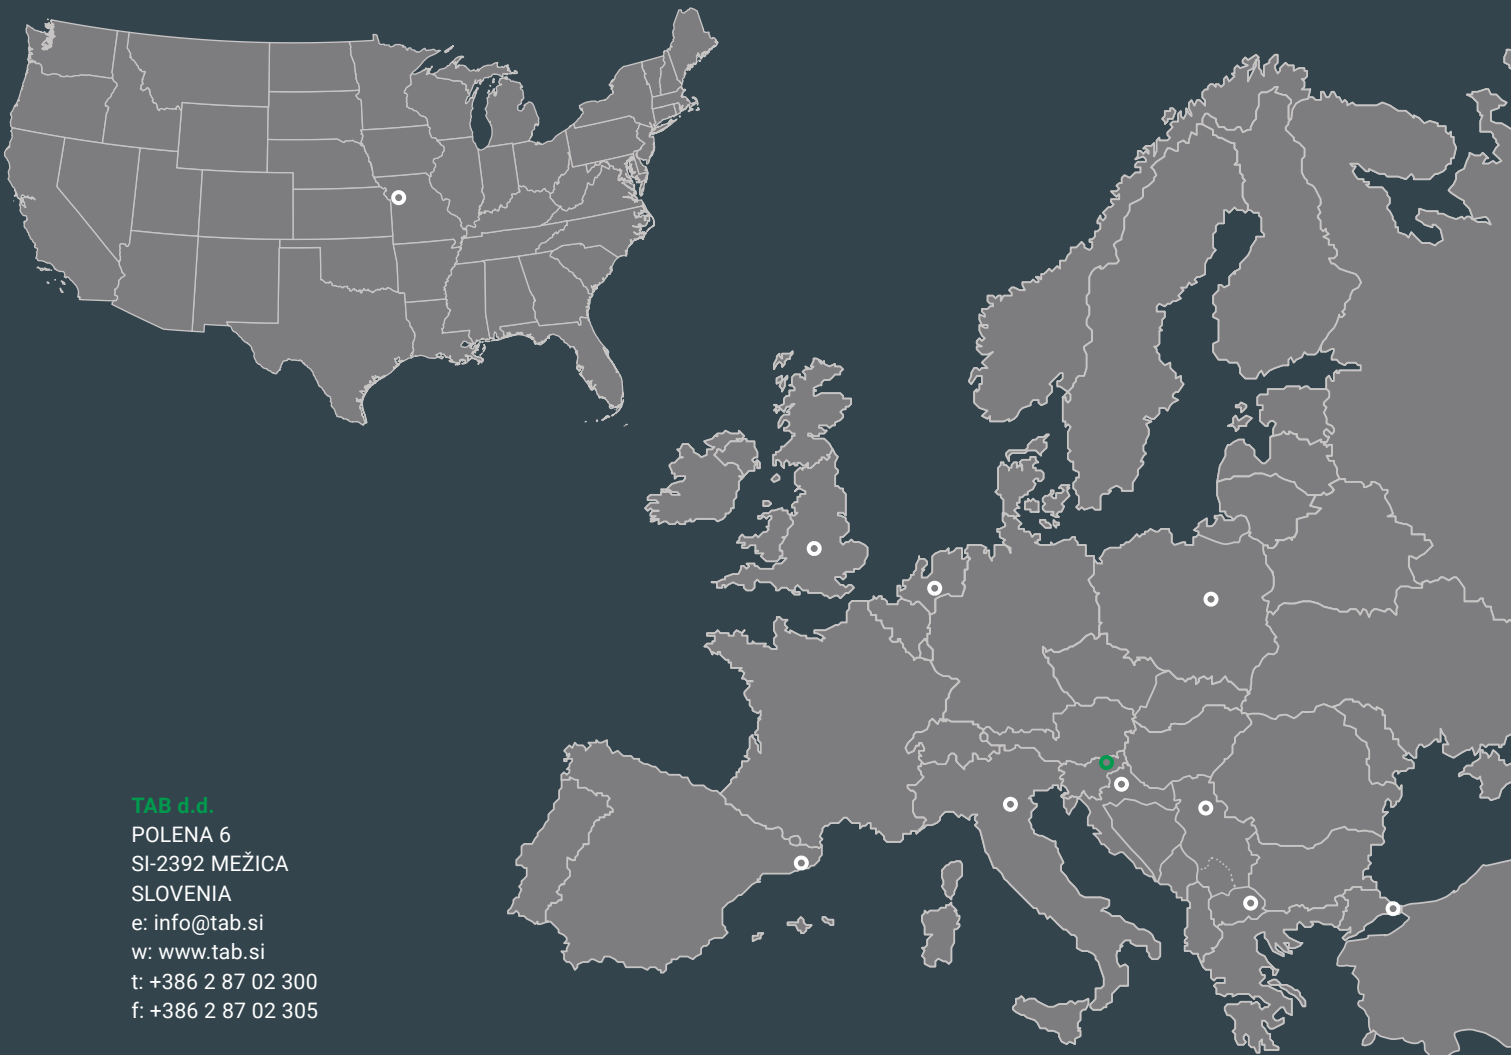 TAB d.d.
POLENA 6
SI-2392 MEŽICA
SLOVENIA
e: info@tab.si
w: www.tab.si
t: +386 2 87 02 300
f: +386 2 87 02 305